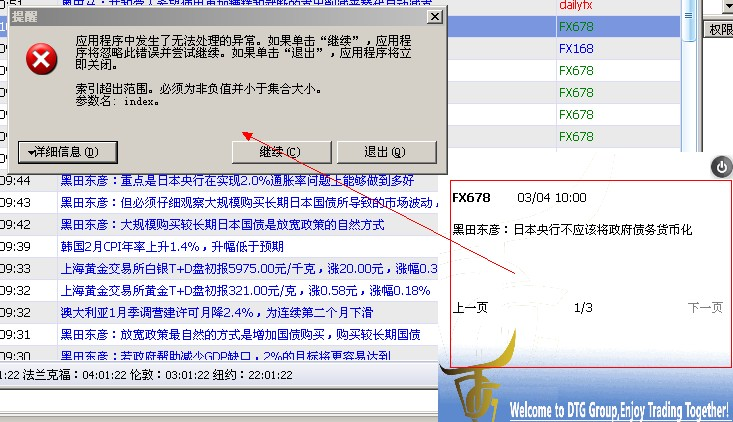 提醒
dailyfx
FX678
FX168
FX678
FX678
FX678
FX678
权限
应用程序中发生了无法处理的异常。如果单击“继续”，应用程
序将忽略此错误并尝试继续。如果单击“退出”，应用程序将立
即关闭。
索引超出范围。必须为非负值并小于集合大小。
参数名: index。
详细信息(D)
继续(C)
退出(Q)
09:44 黑田东彦：重点是日本央行在实现2.0%通胀率问题上能够做到多好
09:43 黑田东彦：但必须仔细观察大规模购买长期日本国债所导致的市场波动
09:42 黑田东彦：大规模购买较长期日本国债是放宽政策的自然方式
09:39 韩国2月CPI年率上升1.4%，升幅低于预期
09:33 上海黄金交易所白银T+D盘初报5975.00元/千克，涨20.00元，涨幅0.3
09:32 上海黄金交易所黄金T+D盘初报321.00元/克，涨0.58元，涨幅0.18%
09:32 澳大利亚1月季调营建许可月降2.4%，为连续第二个月下滑
09:31 黑田东彦：放宽政策最自然的方式是增加国债购买，购买较长期国债
09:30 黑田东彦：若政府帮助减少GDP缺口，2%的目标将更容易达到
1:22 法兰克福：04:01:22 伦敦：03:01:22 纽约：22:01:22
FX678 03/04 10:00
黑田东彦：日本央行不应该将政府债务货币化
上一页 1/3 下一页
Welcome to DTG Group,Enjoy Trading Together!